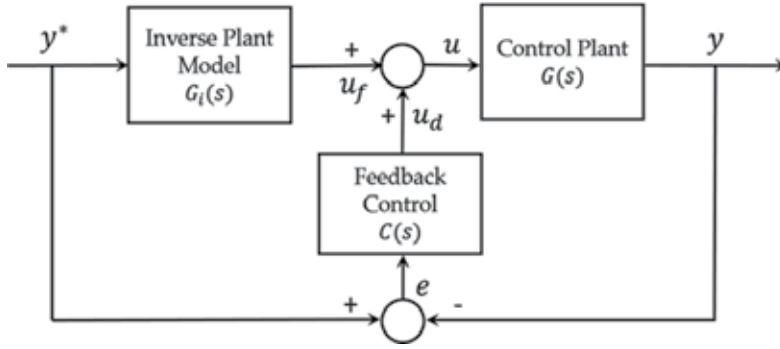 y*
Inverse Plant
Model
G_i(s)
+
u_f
u
Control Plant
G(s)
y
+
u_d
Feedback
Control
C(s)
e
+
-